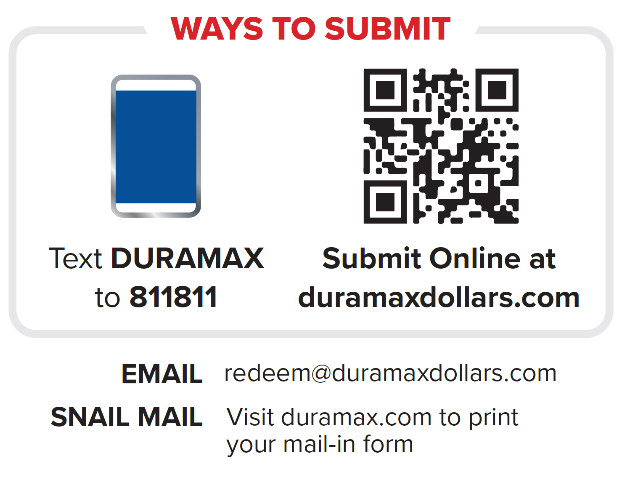 WAYS TO SUBMIT
Text DURAMAX
to 811811
Submit Online at
duramaxdollars.com
EMAIL redeem@duramaxdollars.com
SNAIL MAIL Visit duramax.com to print
your mail-in form